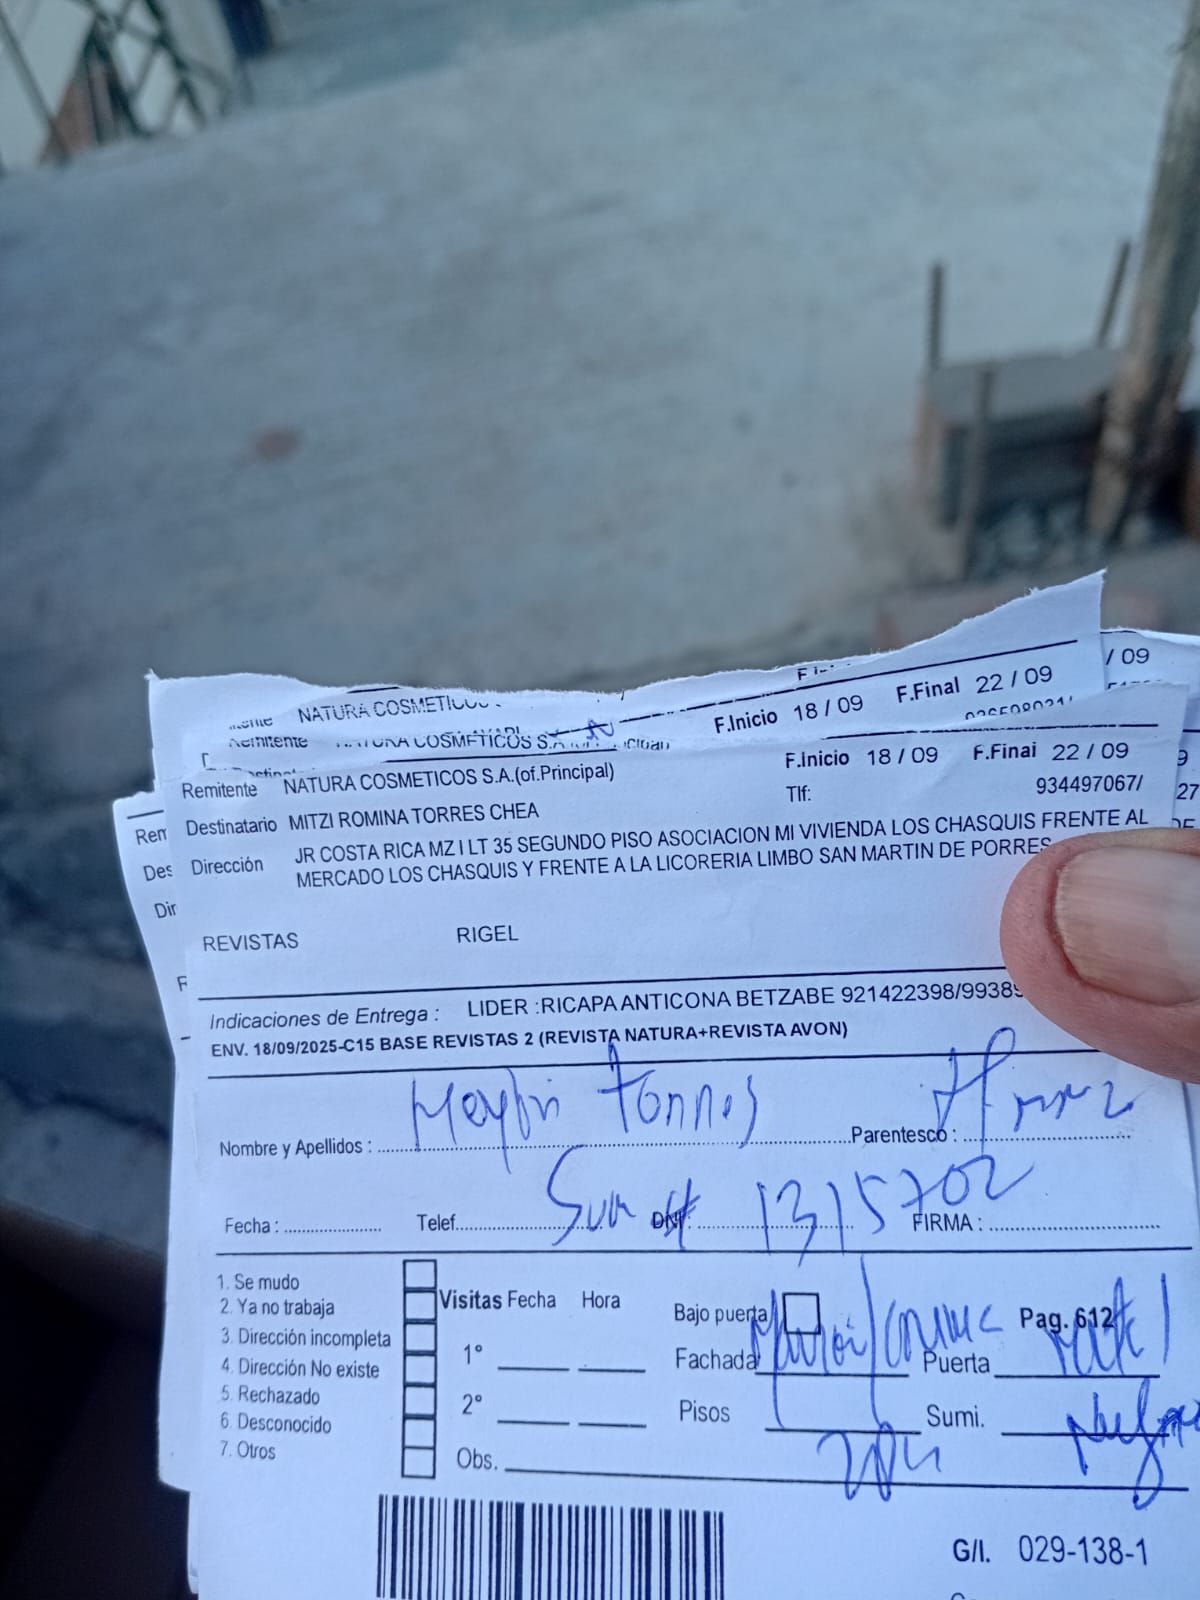 NATURA COSMETICOS
F.Inicio 18 / 09 F.Final 22 / 09
/ 09
Remitente NATURA COSMETICOS S.A.
Remitente NATURA COSMETICOS S.A.(of.Principal) F.Inicio 18 / 09 F.Final 22 / 09
Destinatario MITZI ROMINA TORRES CHEA Tlf: 934497067/
Dirección JR COSTA RICA MZ I LT 35 SEGUNDO PISO ASOCIACION MI VIVIENDA LOS CHASQUIS FRENTE AL
MERCADO LOS CHASQUIS Y FRENTE A LA LICORERIA LIMBO SAN MARTIN DE PORRES
REVISTAS RIGEL
Indicaciones de Entrega : LIDER :RICAPA ANTICONA BETZABE 921422398/9938
ENV. 18/09/2025-C15 BASE REVISTAS 2 (REVISTA NATURA+REVISTA AVON)
Nombre y Apellidos : Torres Parentesco :
Fecha : Telef. Sum # DNI: 1315702 FIRMA :
1. Se mudo
2. Ya no trabaja
3. Dirección incompleta
4. Dirección No existe
5. Rechazado
6. Desconocido
7. Otros
Visitas Fecha Hora
1°
2°
Obs.
Bajo puerta Pag. 612
Fachada Puerta
Pisos Sumi.
G/I. 029-138-1